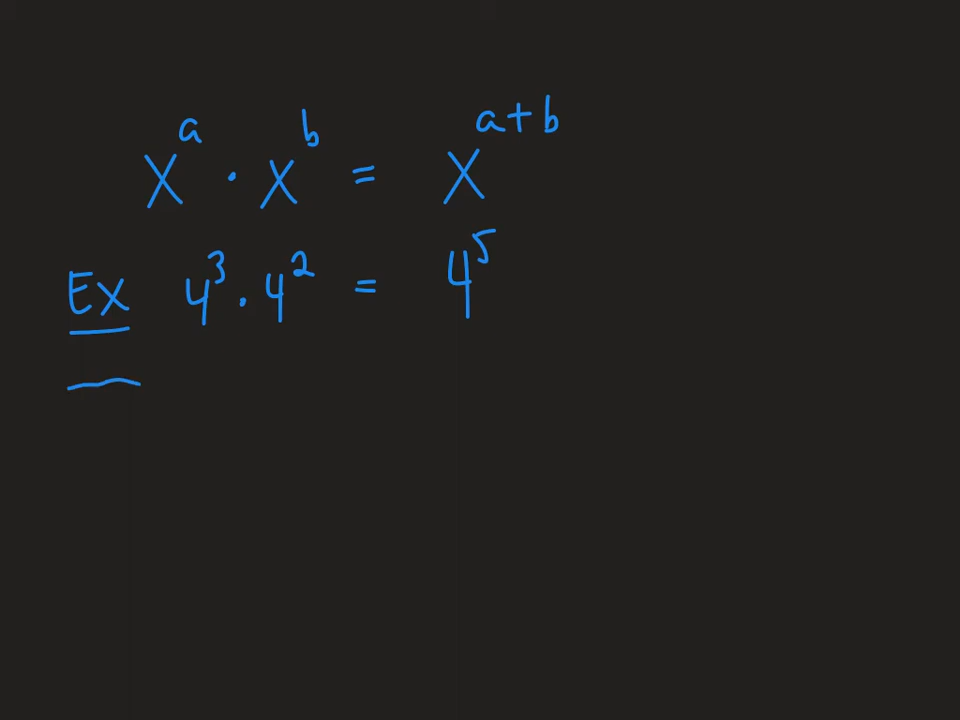 x^a · x^b = x^{a+b}
Ex 4^3 · 4^2 = 4^5